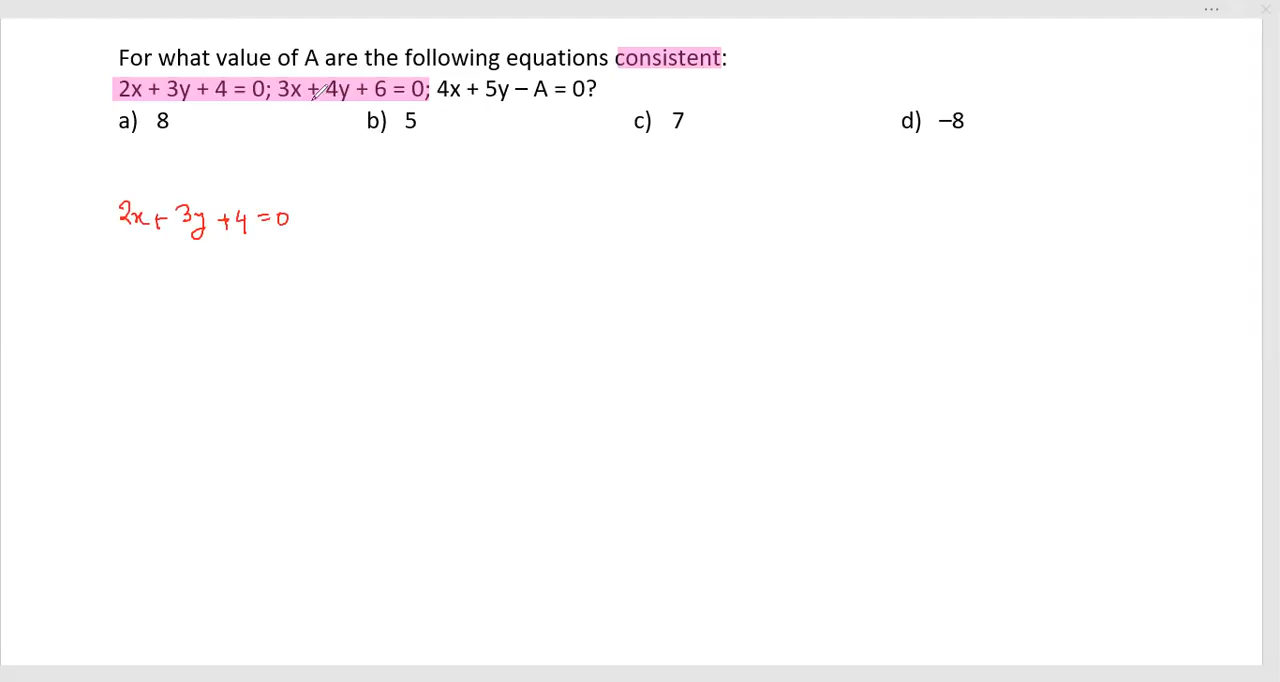 For what value of A are the following equations consistent:
2x + 3y + 4 = 0; 3x + 4y + 6 = 0; 4x + 5y – A = 0?
a) 8 b) 5 c) 7 d) –8
2x + 3y + 4 = 0